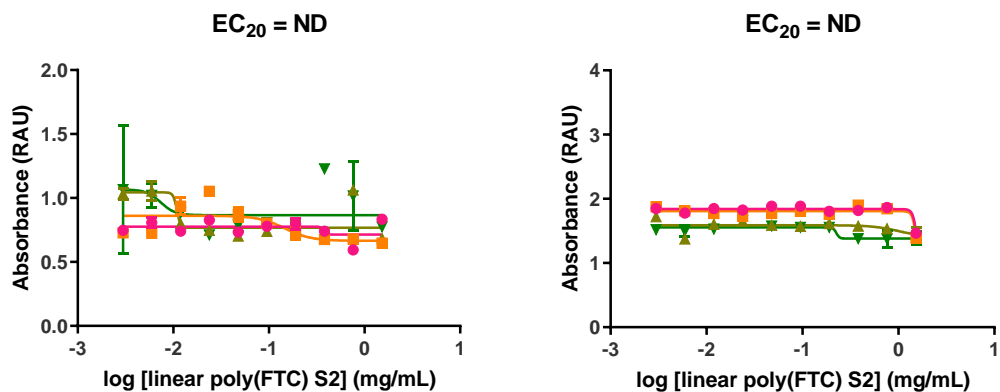 EC20 = ND
2.0
1.5
1.0
0.5
0.0
Absorbance (RAU)
-3 -2 -1 0 1
log [linear poly(FTC) S2] (mg/mL)
EC20 = ND
4
3
2
1
0
Absorbance (RAU)
-3 -2 -1 0 1
log [linear poly(FTC) S2] (mg/mL)